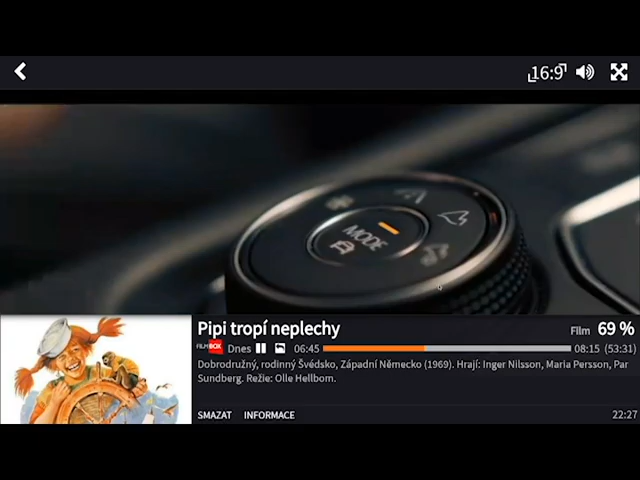 16:9
MODE
Pipi tropí neplechy
Film 69 %
FILMBOX Dnes 06:45 08:15 (53:31)
Dobrodružný, rodinný Švédsko, Západní Německo (1969). Hrají: Inger Nilsson, Maria Persson, Par
Sundberg. Režie: Olle Hellbom.
SMAZAT INFORMACE
22:27